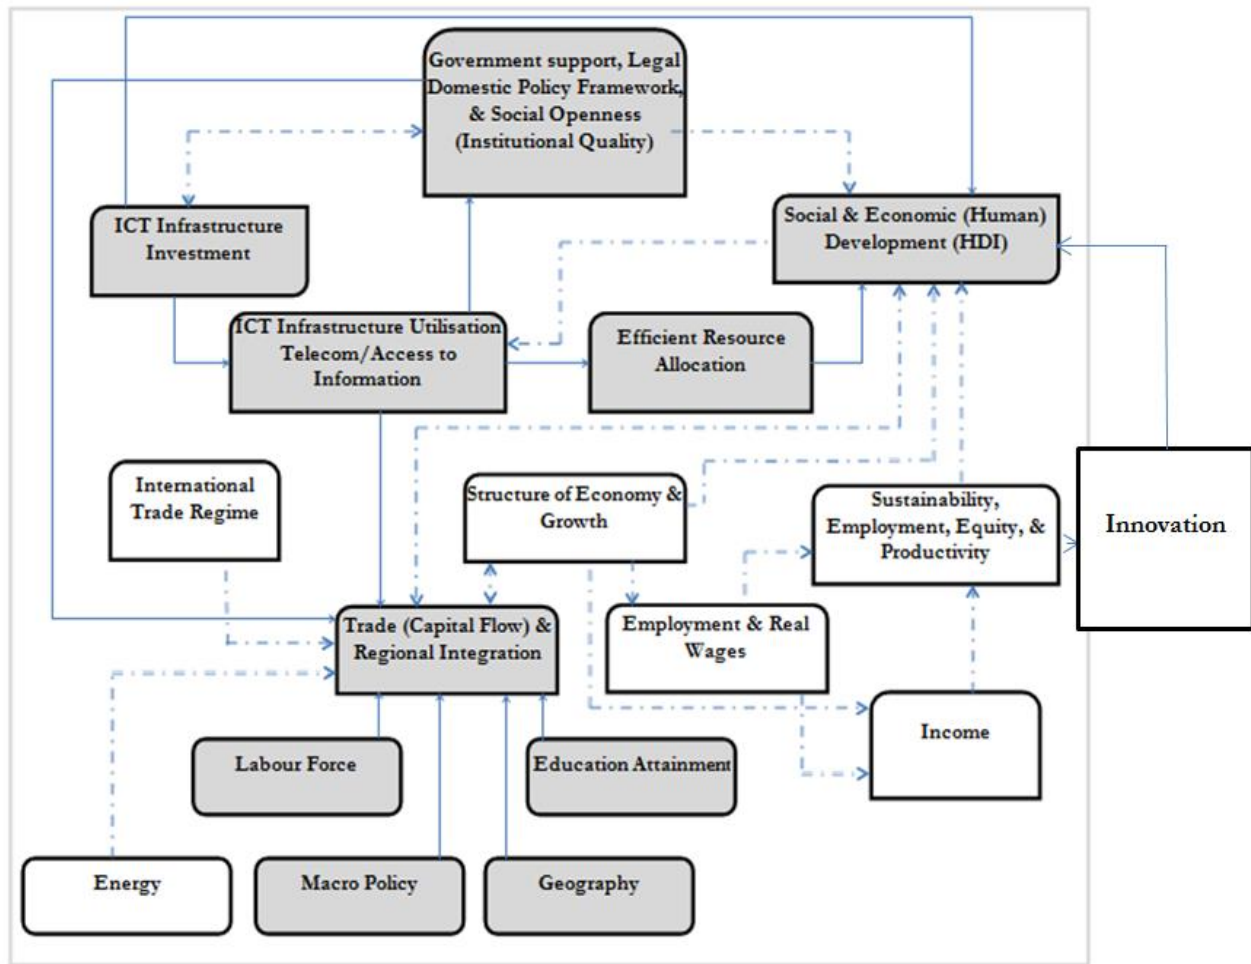 Government support, Legal
Domestic Policy Framework,
& Social Openness
(Institutional Quality)
ICT Infrastructure
Investment
Social & Economic (Human)
Development (HDI)
ICT Infrastructure Utilisation
Telecom/Access to
Information
Efficient Resource
Allocation
International
Trade Regime
Structure of Economy &
Growth
Sustainability,
Employment, Equity, &
Productivity
Innovation
Trade (Capital Flow) &
Regional Integration
Employment & Real
Wages
Income
Labour Force
Education Attainment
Energy
Macro Policy
Geography